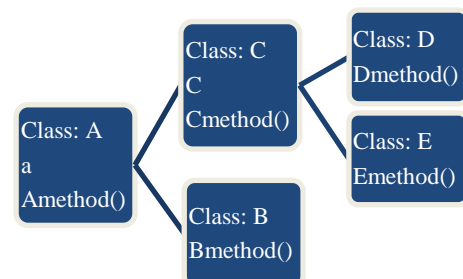 Class: A
a
Amethod()
Class: C
C
Cmethod()
Class: B
Bmethod()
Class: D
Dmethod()
Class: E
Emethod()